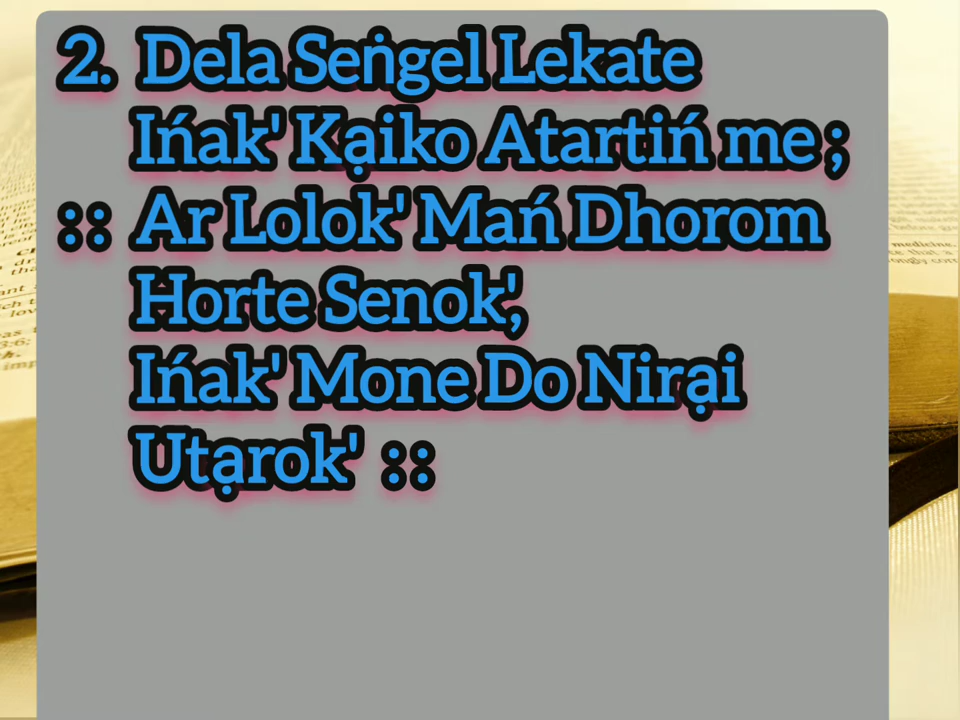 2. Dela Seṅgel Lekate
Ińak' Kạiko Atartiń me ;
:: Ar Lolok' Mań Dhorom
Horte Senok',
Ińak' Mone Do Nirại
Utạrok' ::